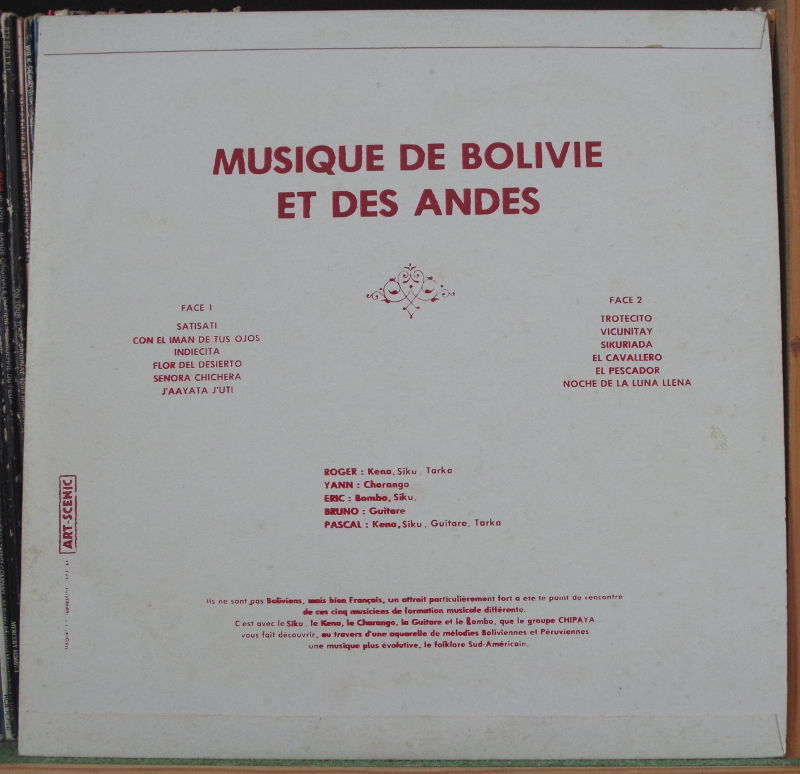 MUSIQUE DE BOLIVIE
ET DES ANDES
FACE 1
SATISATI
CON EL IMAN DE TUS OJOS
INDIECITA
FLOR DEL DESIERTO
SENORA CHICHERA
J'AAYATA J'UTI
FACE 2
TROTECITO
VICUNITAY
SIKURIADA
EL CAVALLERO
EL PESCADOR
NOCHE DE LA LUNA LLENA
ROGER : Kena, Siku, Tarka
YANN : Charango
ERIC : Bombo, Siku,
BRUNO : Guitare
PASCAL : Kena, Siku, Guitare, Tarka
ART-SCENIC
Ils ne sont pas Boliviens, mais bien Français, un attrait particulièrement fort a été le point de rencontre
de ces cinq musiciens de formation musicale différente.
C'est avec le Siku, le Kena, le Charango, la Guitare et le Bombo, que le groupe CHIPAYA
vous fait découvrir, au travers d'une aquarelle de mélodies Boliviennes et Péruviennes
une musique plus évolutive, le folklore Sud-Américain.